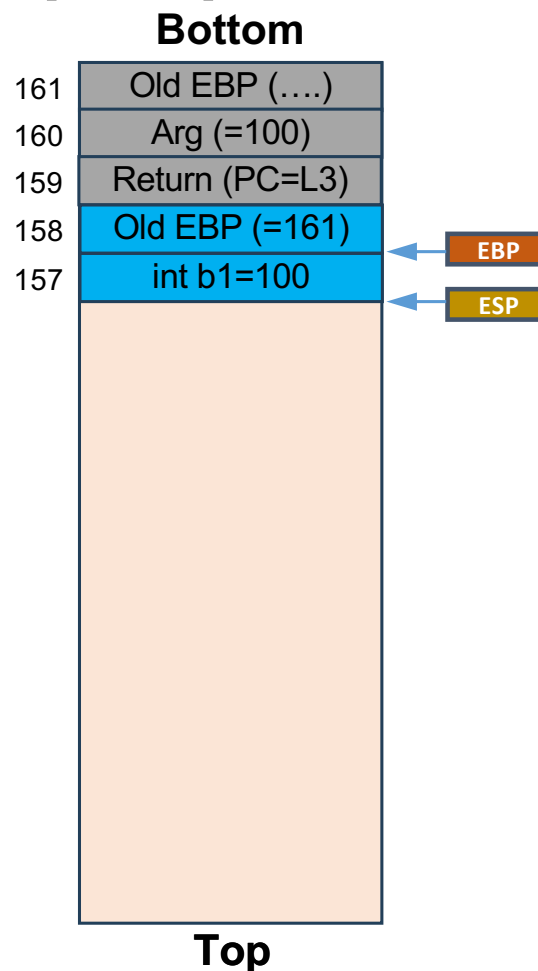 Bottom
161 Old EBP (....)
160 Arg (=100)
159 Return (PC=L3)
158 Old EBP (=161)
EBP
157 int b1=100
ESP
Top